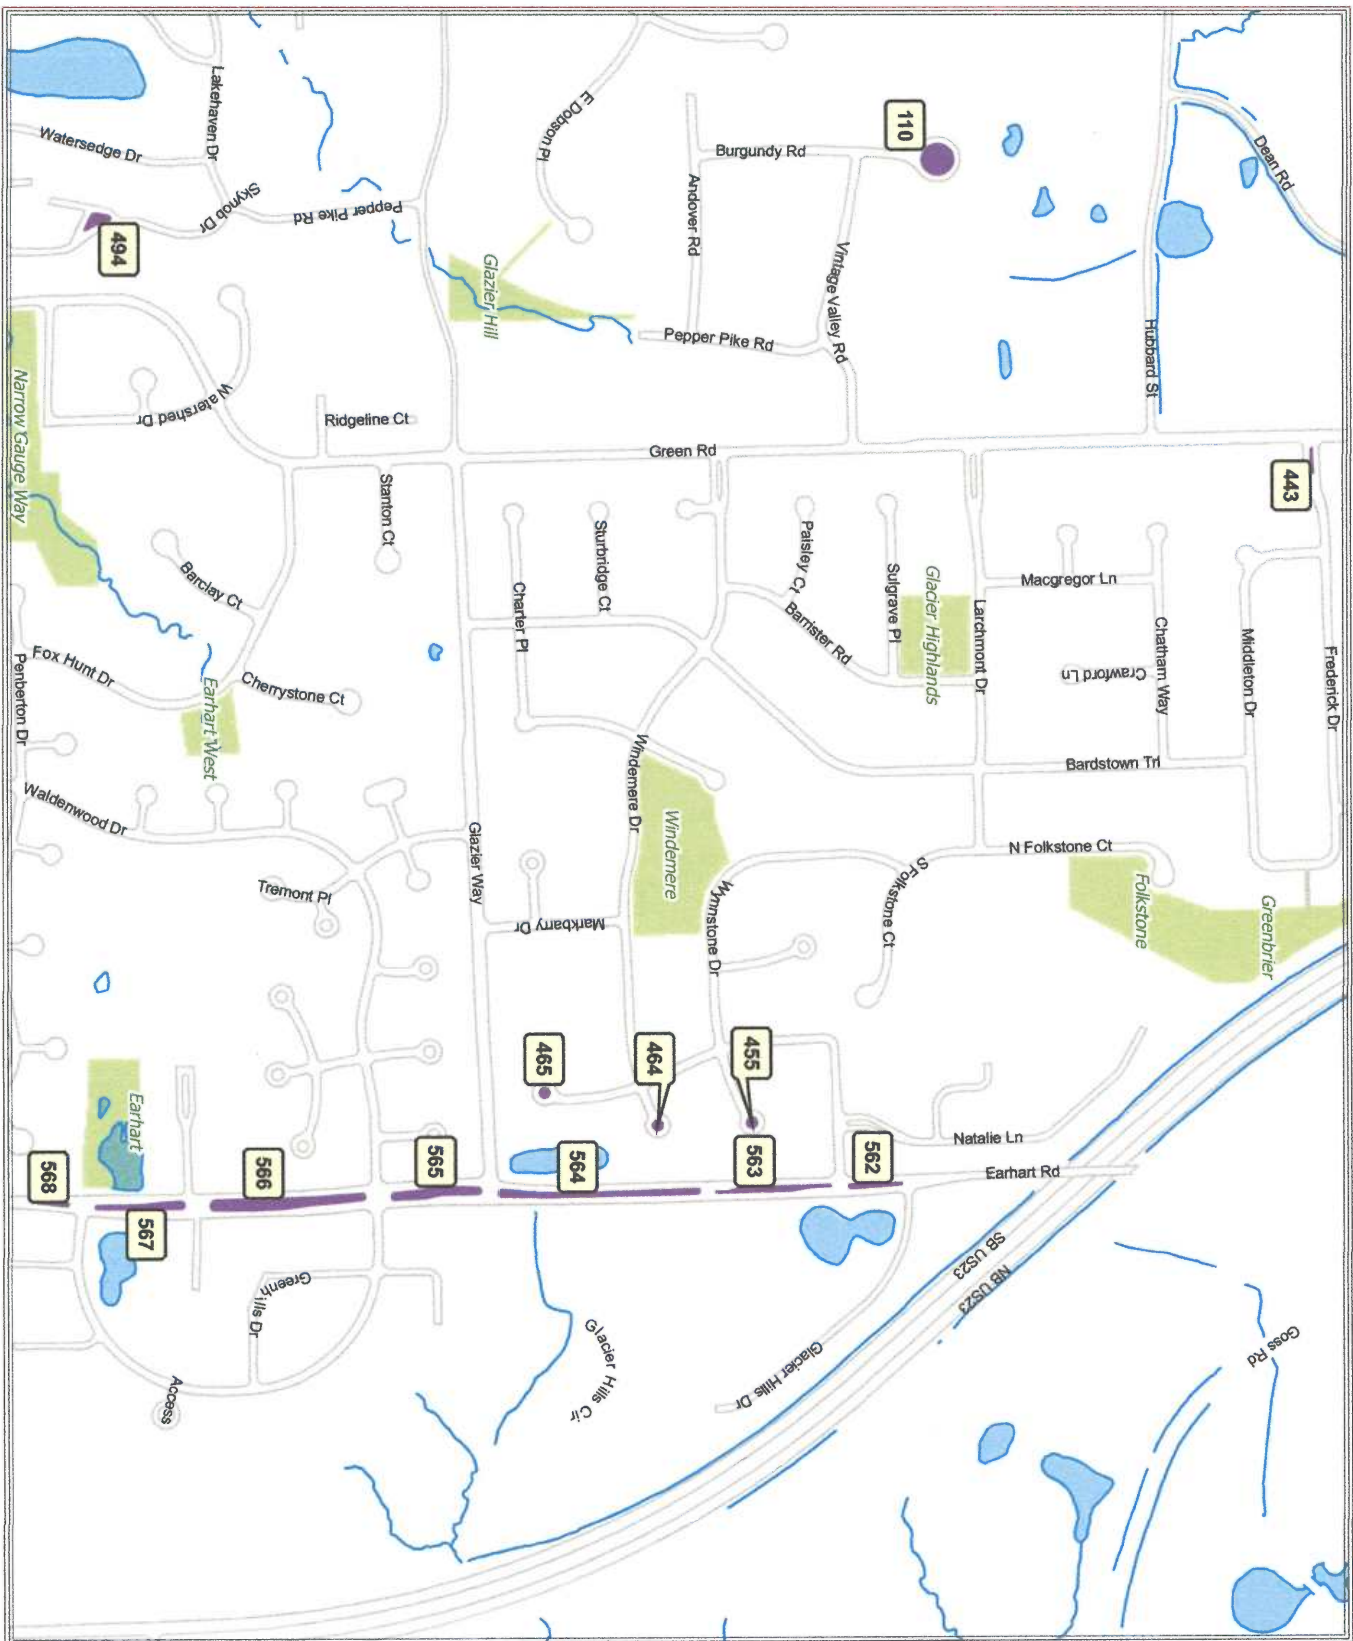 Lakehaven Dr
Watersedge Dr
Skynob Dr
Pepper Pike Rd
494
E Dobson Pl
Burgundy Rd
110
Andover Rd
Vintage Valley Rd
Pepper Pike Rd
Glazier Hill
Dean Rd
Hubbard St
Narrow Gauge Way
Watershed Dr
Ridgeline Ct
Green Rd
Stanton Ct
Barclay Ct
443
Sturbridge Ct
Charter Pl
Paisley Ct
Barrister Rd
Sulgrave Pl
Glacier Highlands
Larchmont Dr
Macgregor Ln
Crawford Ln
Chatham Way
Middleton Dr
Frederick Dr
Bardstown Trl
Penberton Dr
Fox Hunt Dr
Earhart West
Cherrystone Ct
Waldenwood Dr
Windemere Dr
Windemere
Glazier Way
Tremont Pl
Markbarry Dr
Wynnstone Dr
S Folkstone Ct
N Folkstone Ct
Folkstone
Greenbrier
465
464
455
Natalie Ln
Earhart Rd
Earhart
568
567
566
565
564
563
562
SB US23
NB US23
Greenhills Dr
Access
Glacier Hills Cir
Glacier Hills Dr
Goss Rd